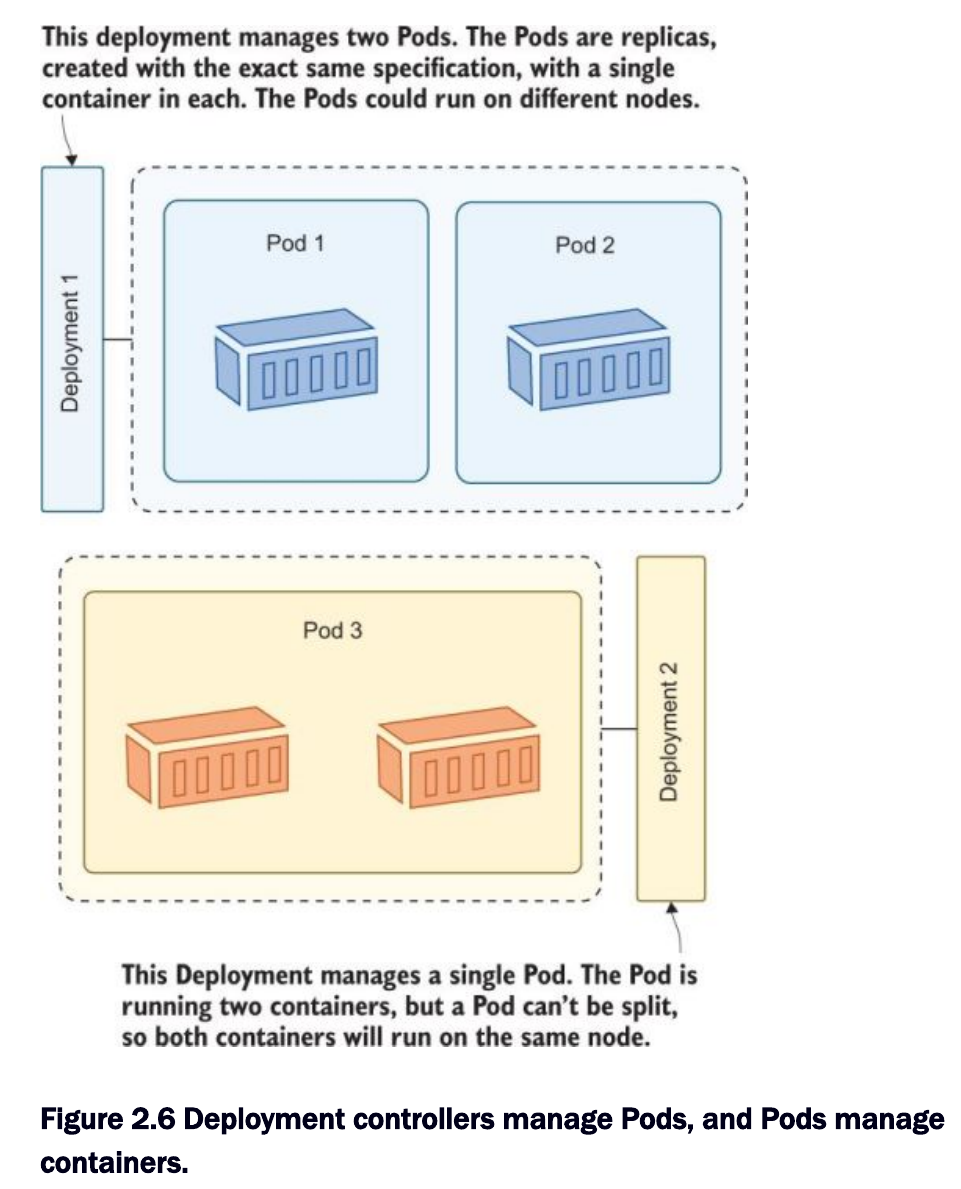 This deployment manages two Pods. The Pods are replicas,
created with the exact same specification, with a single
container in each. The Pods could run on different nodes.
Deployment 1
Pod 1
Pod 2
Pod 3
Deployment 2
This Deployment manages a single Pod. The Pod is
running two containers, but a Pod can’t be split,
so both containers will run on the same node.
Figure 2.6 Deployment controllers manage Pods, and Pods manage
containers.